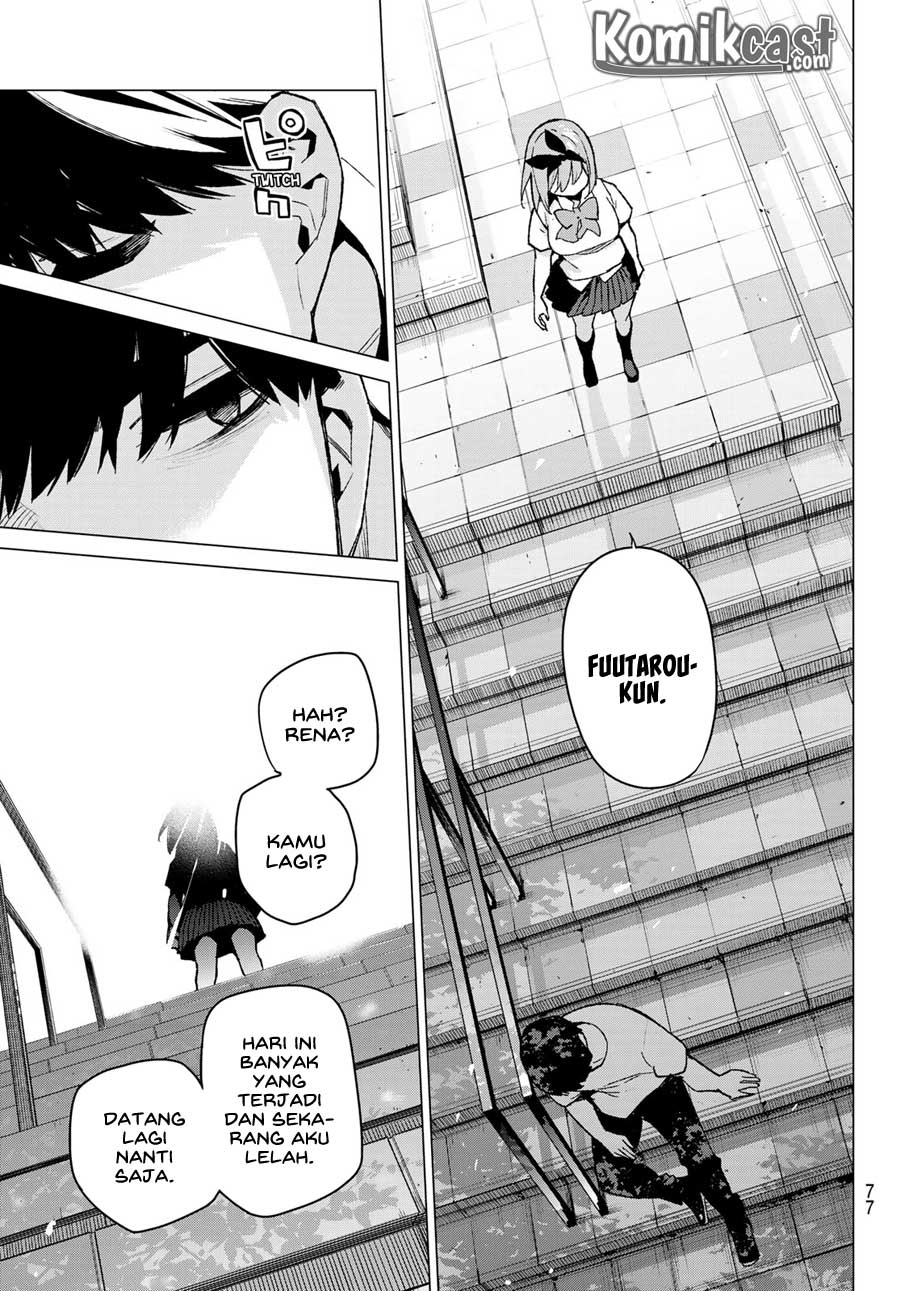 Komikcast
.com
FUUTAROU-
KUN.
ピク
TWITCH
HAH?
RENA?
KAMU
LAGI?
HARI INI
BANYAK
YANG
TERJADI
DAN SEKA-
RANG AKU
LELAH.
DATANG
LAGI
NANTI
SAJA.
77